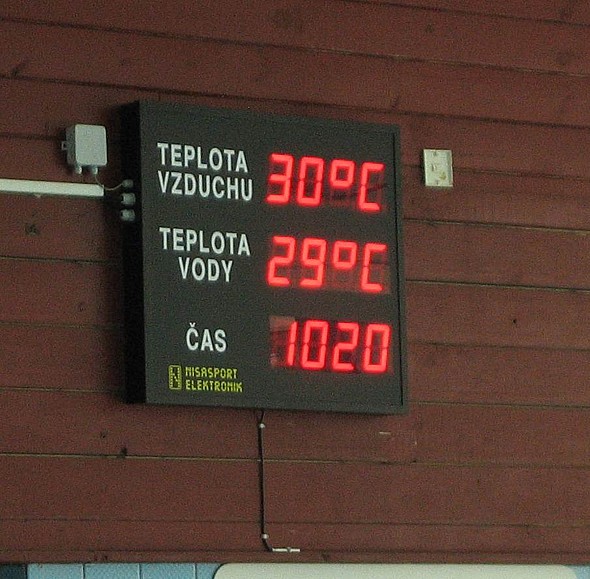 TEPLOTA
VZDUCHU 30°C
TEPLOTA
VODY 29°C
ČAS 1020
NISASPORT
ELEKTRONIK